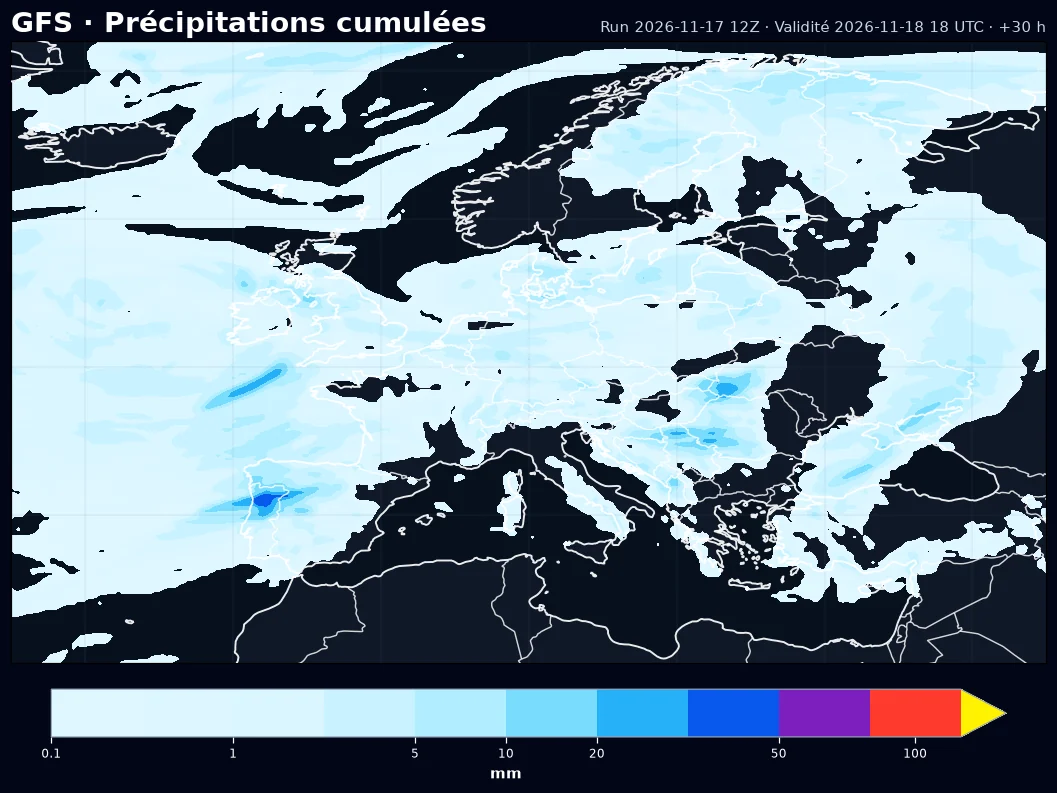 GFS · Précipitations cumulées
Run 2026-11-17 12Z · Validité 2026-11-18 18 UTC · +30 h
0.1 1 5 10 20 50 100
mm